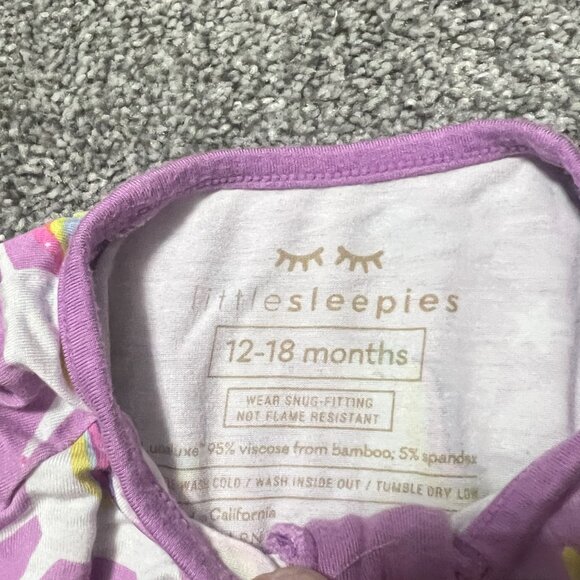 littlesleepies
12-18 months
WEAR SNUG-FITTING
NOT FLAME RESISTANT
95% viscose from bamboo; 5% spandex
WASH COLD / WASH INSIDE OUT / TUMBLE DRY LOW
California